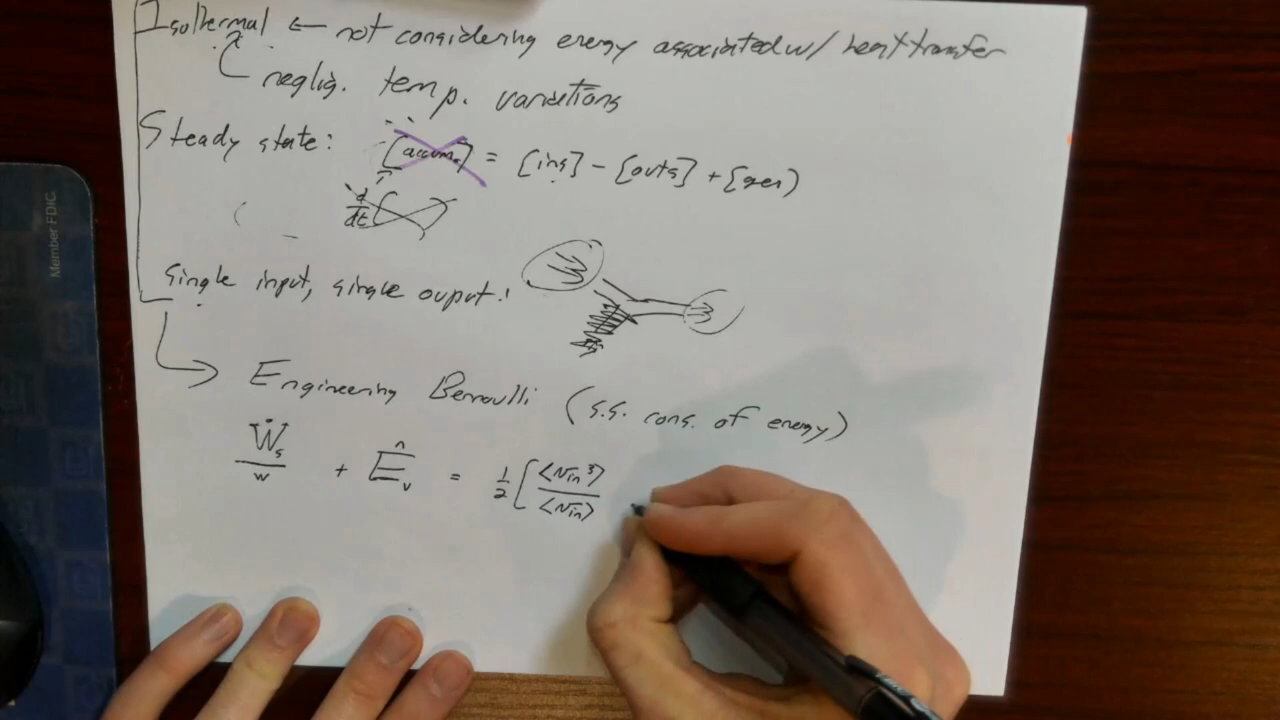 Isothermal ← not considering energy associated w/ heat transfer
neglig. temp. variations
Steady state: [accum.] = [ins] - [outs] + [gen]
d/dt
single input, single ouput:
→ Engineering Bernoulli (s.s. cons. of energy)
Ẇₛ/w + Êᵥ = 1/2 [<vᵢₙ³>/<vᵢₙ>
Member FDIC